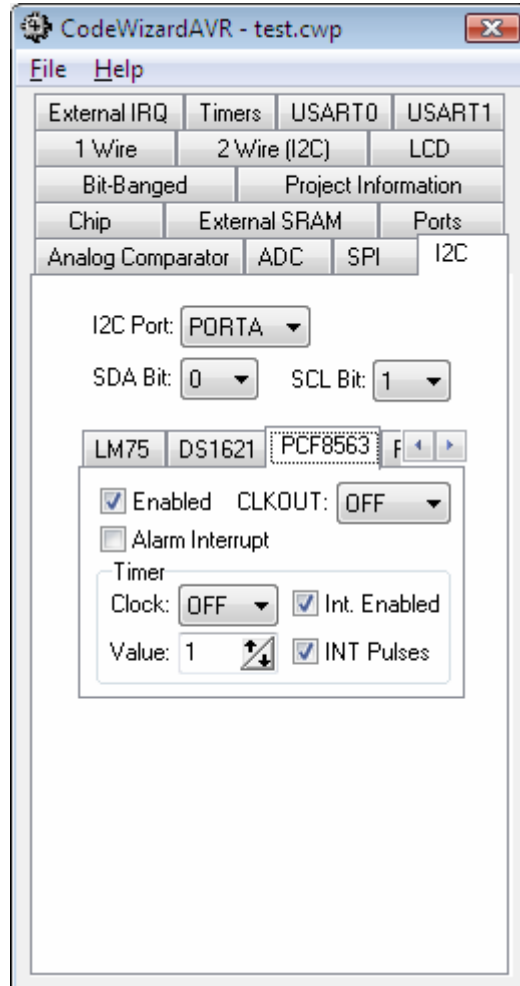 CodeWizardAVR - test.cwp
File Help
External IRQ Timers USART0 USART1
1 Wire 2 Wire (I2C) LCD
Bit-Banged Project Information
Chip External SRAM Ports
Analog Comparator ADC SPI I2C
I2C Port: PORTA
SDA Bit: 0 SCL Bit: 1
LM75 DS1621 PCF8563
Enabled CLKOUT: OFF
Alarm Interrupt
Timer
Clock: OFF Int. Enabled
Value: 1 INT Pulses